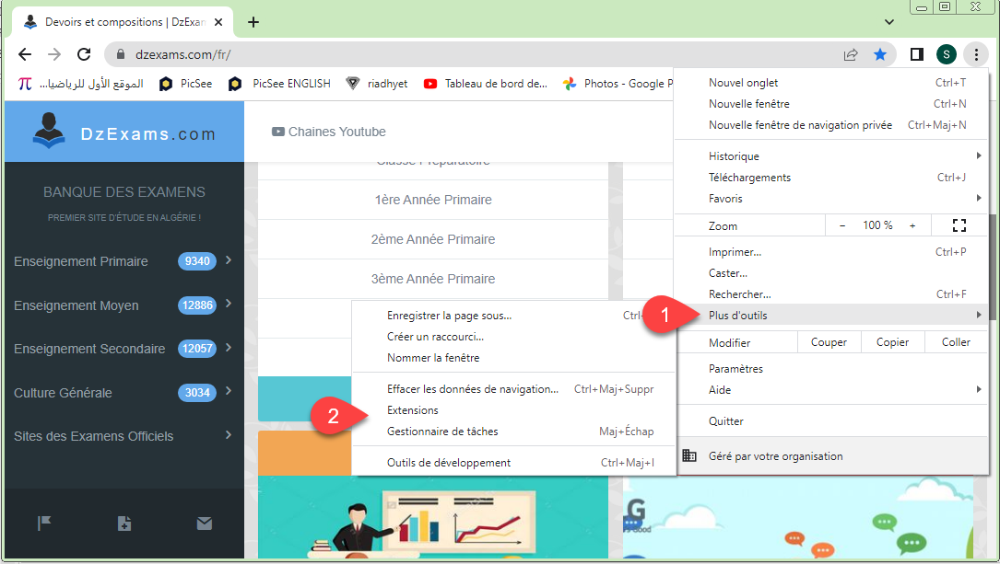 Devoirs et compositions | DzExam
dzexams.com/fr/
S
الموقع الأول للرياضيا...
PicSee
PicSee ENGLISH
riadhyet
Tableau de bord de...
Photos - Google P
DzExams.com
Chaines Youtube
BANQUE DES EXAMENS
PREMIER SITE D'ÉTUDE EN ALGÉRIE !
Enseignement Primaire 9340
Enseignement Moyen 12886
Enseignement Secondaire 12057
Culture Générale 3034
Sites des Examens Officiels
Classe Préparatoire
1ère Année Primaire
2ème Année Primaire
3ème Année Primaire
Nouvel onglet Ctrl+T
Nouvelle fenêtre Ctrl+N
Nouvelle fenêtre de navigation privée Ctrl+Maj+N
Historique
Téléchargements Ctrl+J
Favoris
Zoom - 100 % +
Imprimer... Ctrl+P
Caster...
Rechercher... Ctrl+F
1
Plus d'outils
Modifier Couper Copier Coller
Paramètres
Aide
Quitter
Géré par votre organisation
Enregistrer la page sous... Ctrl+
Créer un raccourci...
Nommer la fenêtre
Effacer les données de navigation... Ctrl+Maj+Suppr
2
Extensions
Gestionnaire de tâches Maj+Échap
Outils de développement Ctrl+Maj+I
G
Good